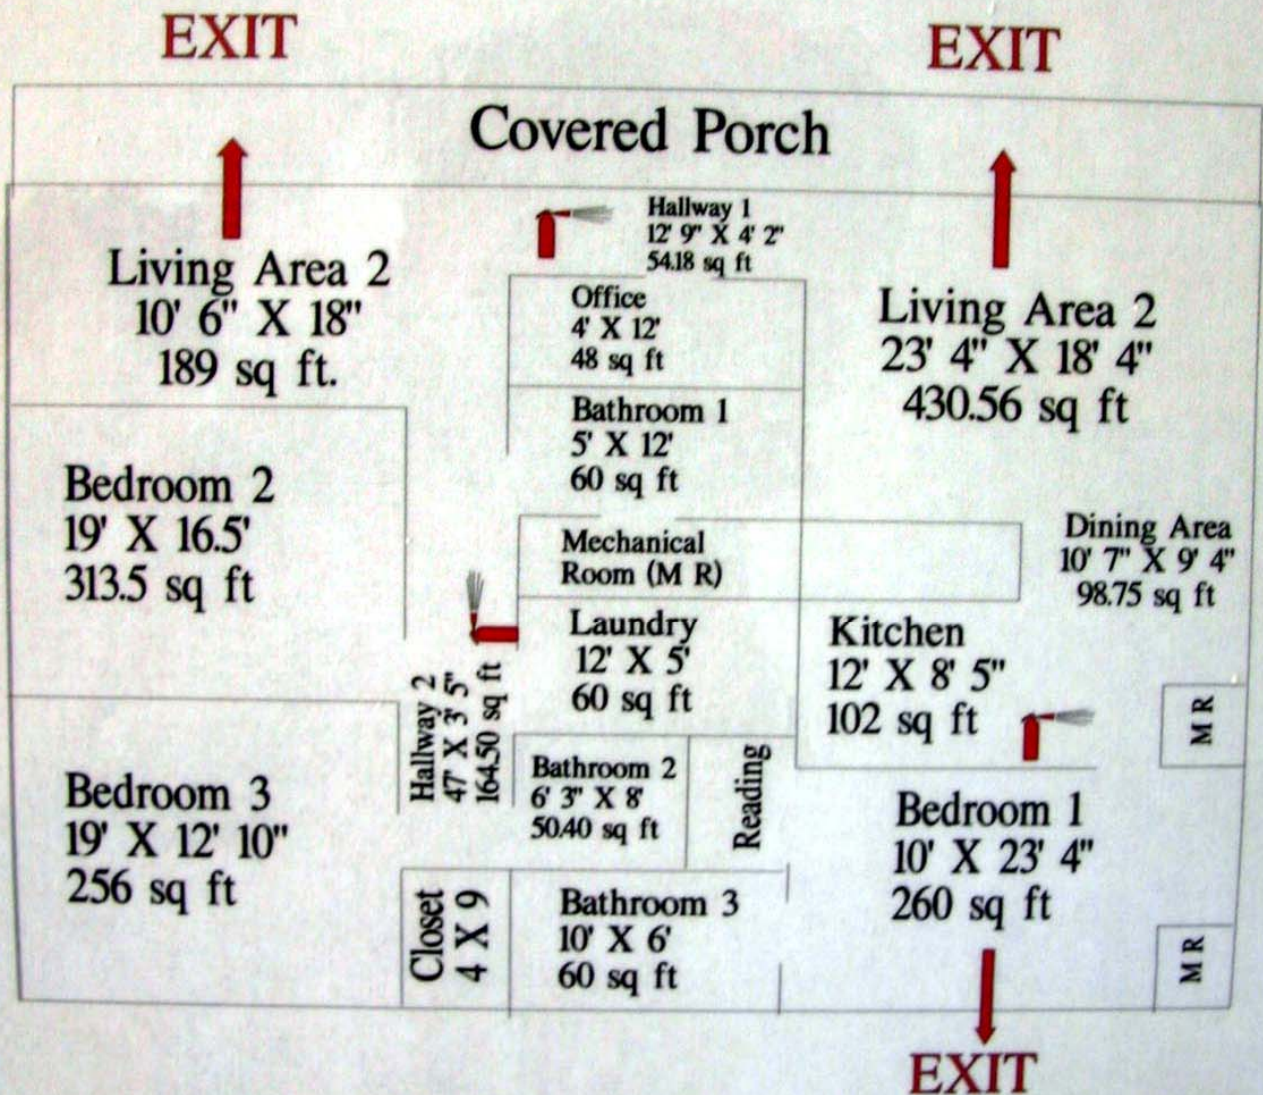 EXIT
EXIT
Covered Porch
Hallway 1
12' 9" X 4' 2"
54.18 sq ft
Living Area 2
10' 6" X 18"
189 sq ft.
Office
4' X 12'
48 sq ft
Living Area 2
23' 4" X 18' 4"
430.56 sq ft
Bathroom 1
5' X 12'
60 sq ft
Bedroom 2
19' X 16.5'
313.5 sq ft
Mechanical
Room (M R)
Dining Area
10' 7" X 9' 4"
98.75 sq ft
Laundry
12' X 5'
60 sq ft
Kitchen
12' X 8' 5"
102 sq ft
Hallway 2
47' X 3' 5"
164.50 sq ft
M R
Bedroom 3
19' X 12' 10"
256 sq ft
Bathroom 2
6' 3" X 8'
50.40 sq ft
Reading
Bedroom 1
10' X 23' 4"
260 sq ft
Closet
4 X 9
Bathroom 3
10' X 6'
60 sq ft
M R
EXIT